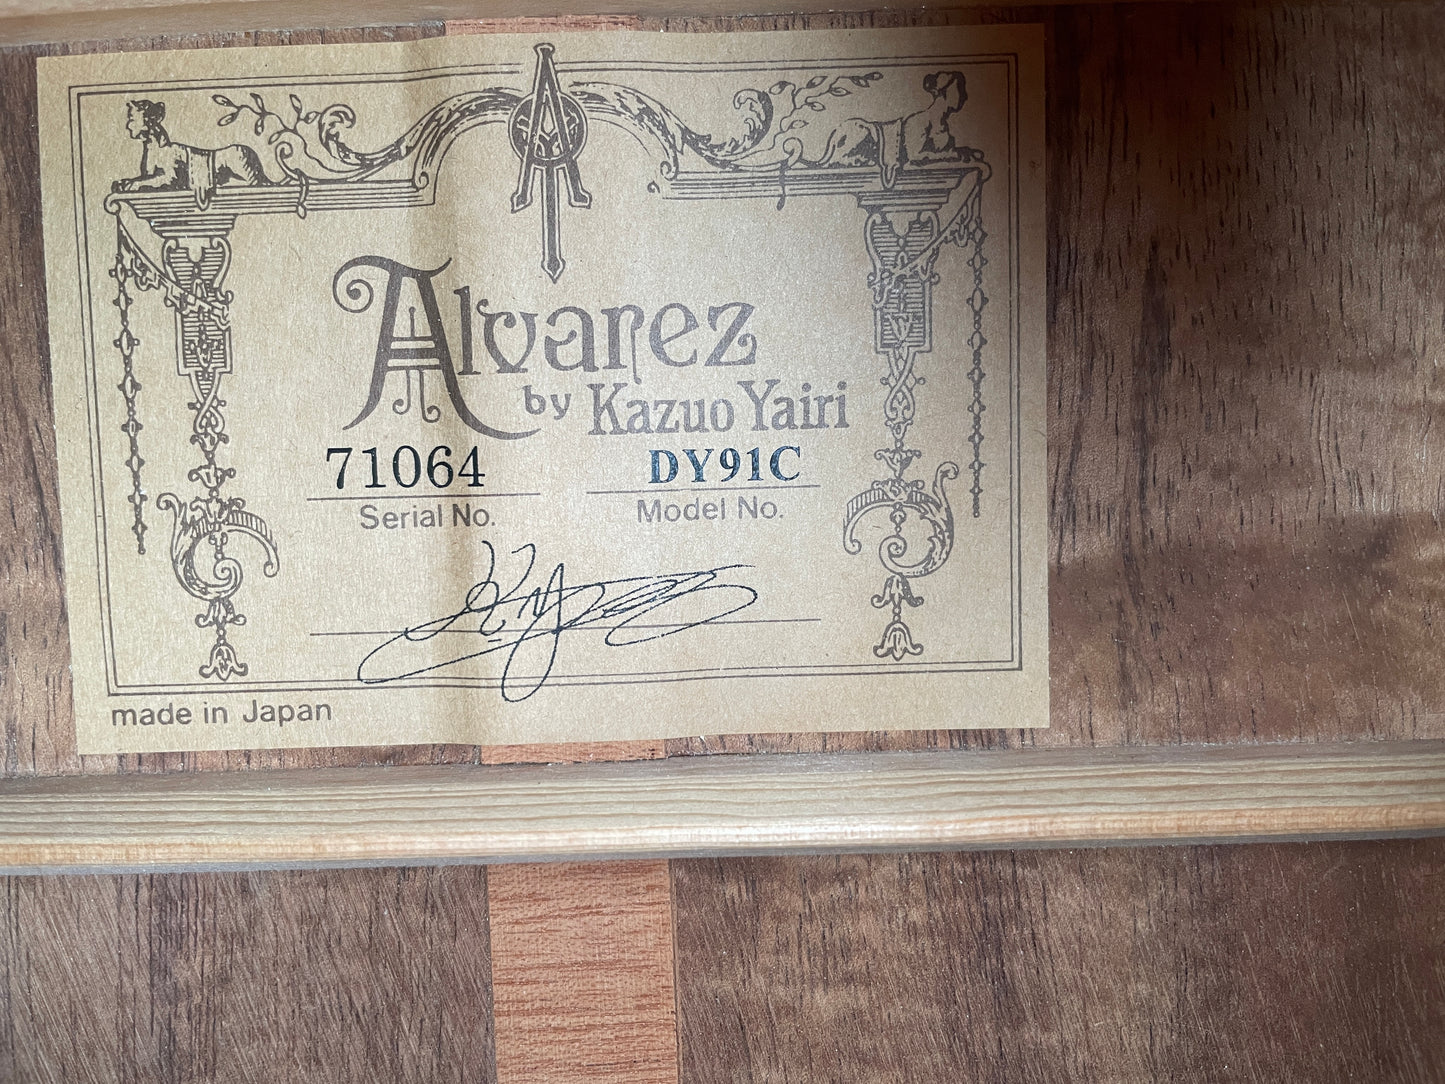 Alvarez
by Kazuo Yairi
71064 DY91C
Serial No. Model No.
made in Japan